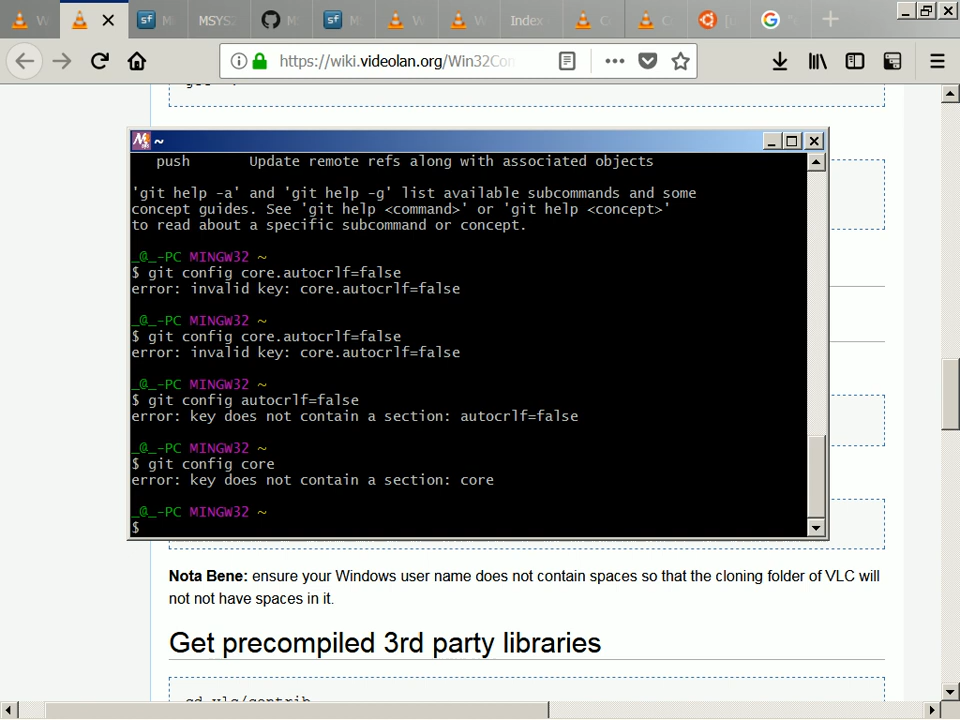 W
sf
M
MSYS2
M
sf
M
W
W
Index
C
C
[u
G
https://wiki.videolan.org/Win32Con
~
push Update remote refs along with associated objects
'git help -a' and 'git help -g' list available subcommands and some
concept guides. See 'git help <command>' or 'git help <concept>'
to read about a specific subcommand or concept.
_@_-PC MINGW32 ~
$ git config core.autocrlf=false
error: invalid key: core.autocrlf=false
_@_-PC MINGW32 ~
$ git config core.autocrlf=false
error: invalid key: core.autocrlf=false
_@_-PC MINGW32 ~
$ git config autocrlf=false
error: key does not contain a section: autocrlf=false
_@_-PC MINGW32 ~
$ git config core
error: key does not contain a section: core
_@_-PC MINGW32 ~
$
Nota Bene: ensure your Windows user name does not contain spaces so that the cloning folder of VLC will
not not have spaces in it.
Get precompiled 3rd party libraries
cd vlc/contrib